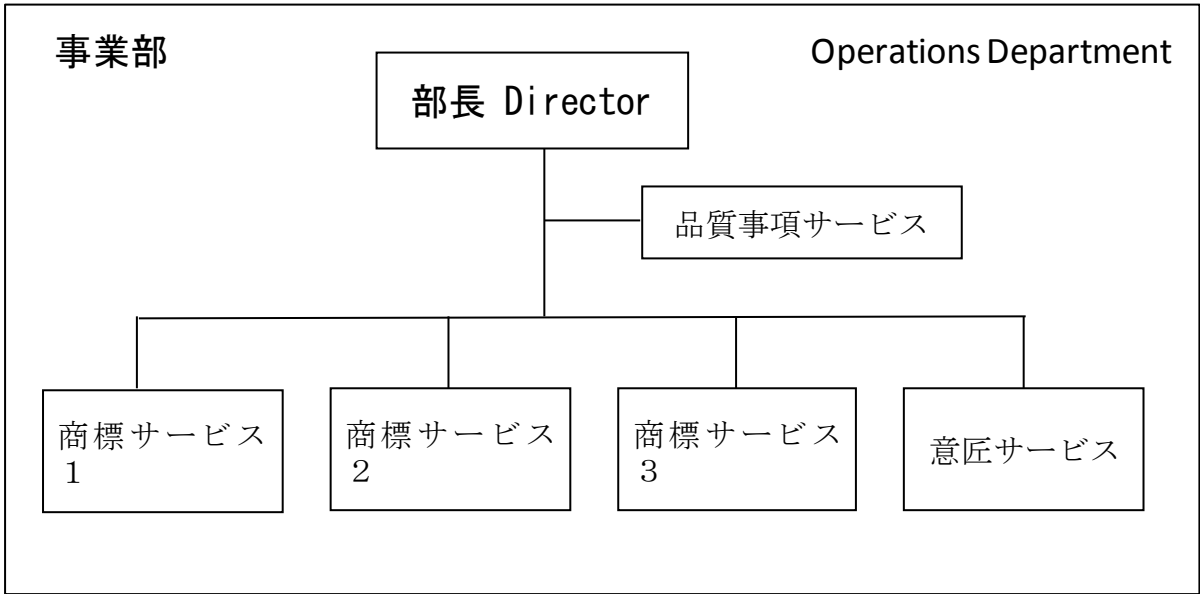 事業部
Operations Department
部長 Director
品質事項サービス
商標サービス
１
商標サービス
２
商標サービス
３
意匠サービス